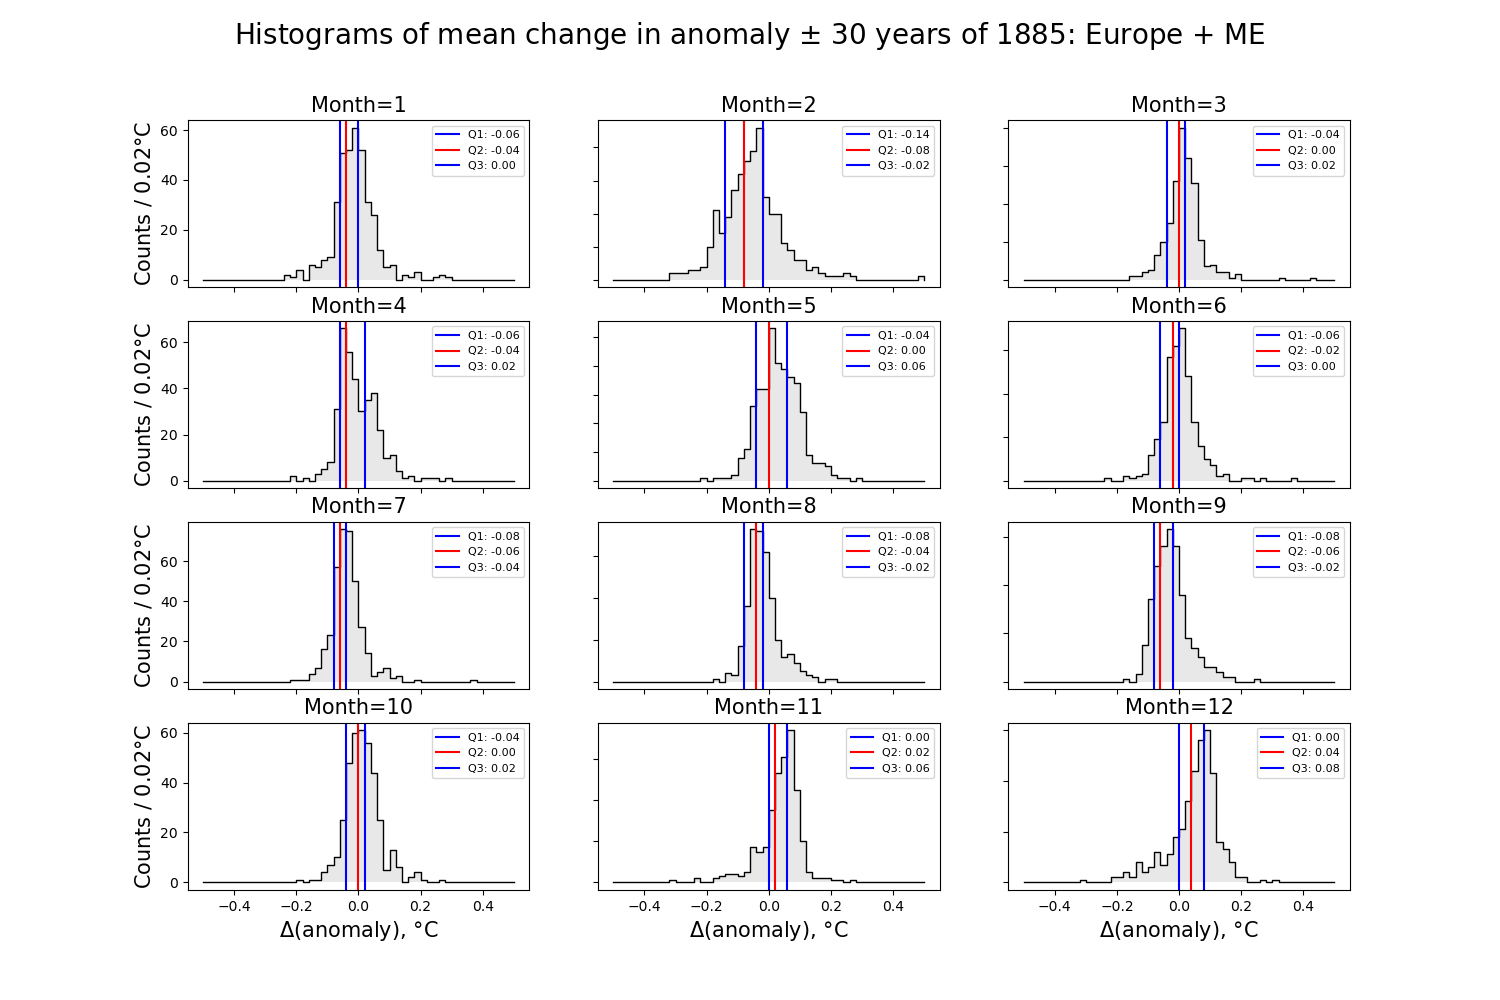 Histograms of mean change in anomaly ± 30 years of 1885: Europe + ME
Month=1
Month=2
Month=3
Counts / 0.02°C
60
40
20
0
Q1: -0.06
Q2: -0.04
Q3: 0.00
Q1: -0.14
Q2: -0.08
Q3: -0.02
Q1: -0.04
Q2: 0.00
Q3: 0.02
Month=4
Month=5
Month=6
Counts / 0.02°C
60
40
20
0
Q1: -0.06
Q2: -0.04
Q3: 0.02
Q1: -0.04
Q2: 0.00
Q3: 0.06
Q1: -0.06
Q2: -0.02
Q3: 0.00
Month=7
Month=8
Month=9
Counts / 0.02°C
60
40
20
0
Q1: -0.08
Q2: -0.06
Q3: -0.04
Q1: -0.08
Q2: -0.04
Q3: -0.02
Q1: -0.08
Q2: -0.06
Q3: -0.02
Month=10
Month=11
Month=12
Counts / 0.02°C
60
40
20
0
Q1: -0.04
Q2: 0.00
Q3: 0.02
Q1: 0.00
Q2: 0.02
Q3: 0.06
Q1: 0.00
Q2: 0.04
Q3: 0.08
−0.4 −0.2 0.0 0.2 0.4
−0.4 −0.2 0.0 0.2 0.4
−0.4 −0.2 0.0 0.2 0.4
Δ(anomaly), °C
Δ(anomaly), °C
Δ(anomaly), °C